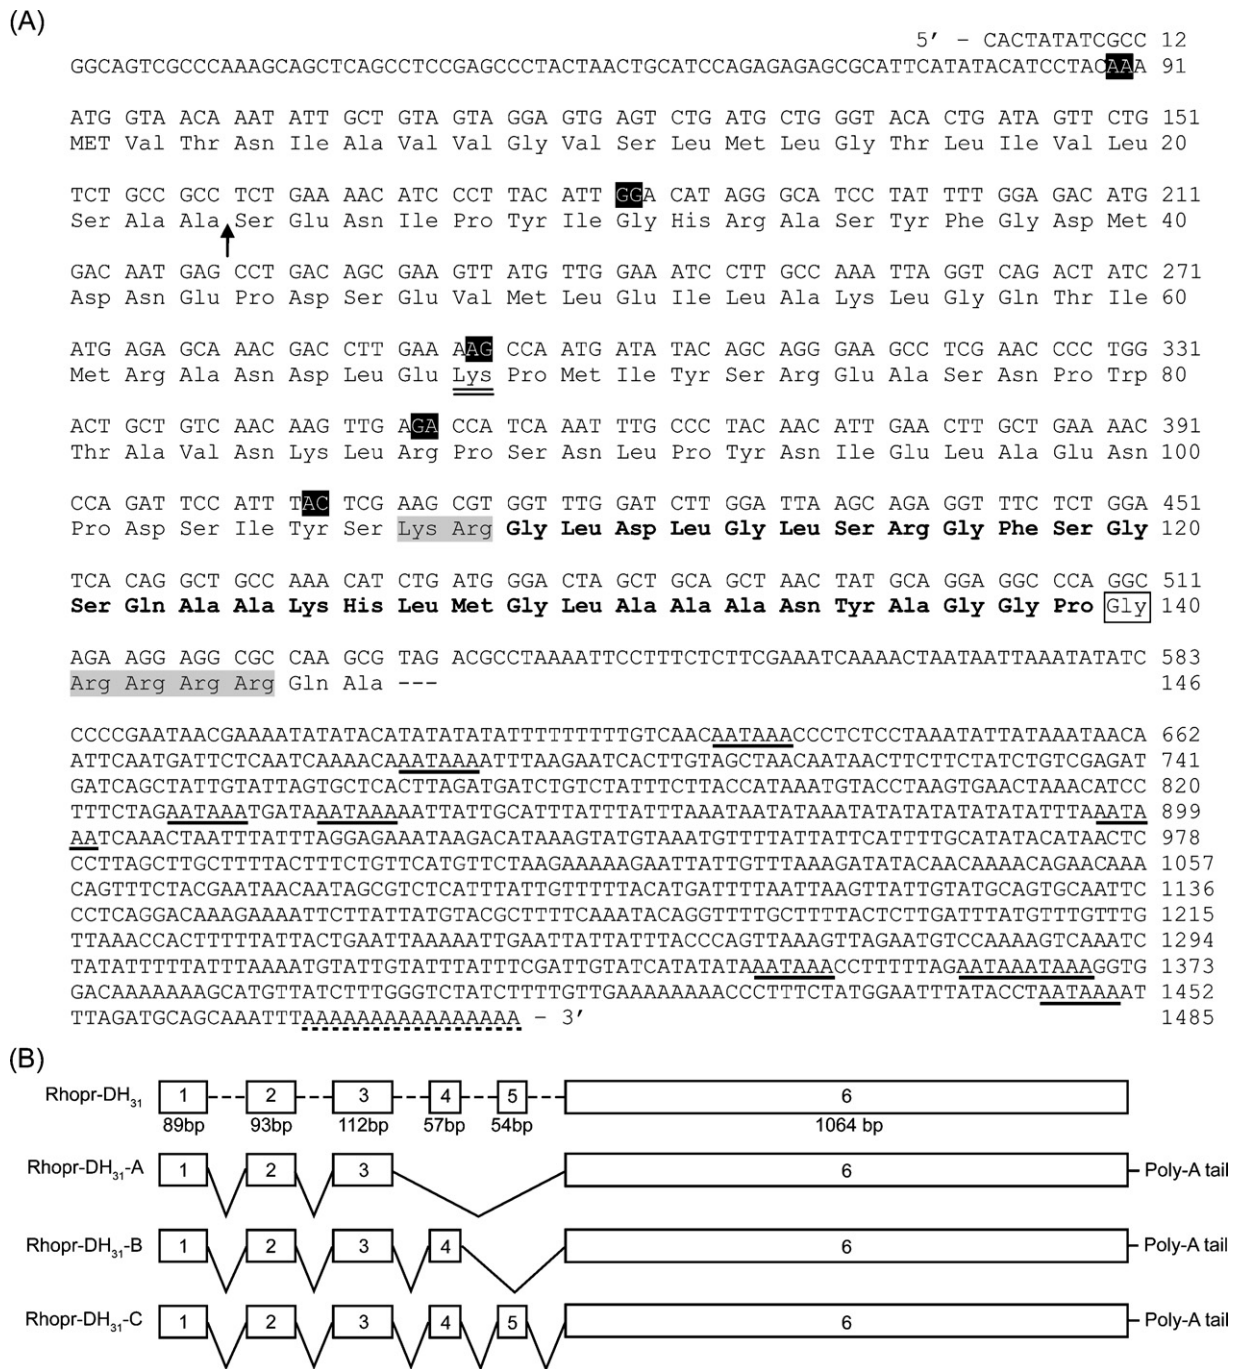 (A)
5′ – CACTATATCGCC 12
GGCAGTCGCCCAAAGCAGCTCAGCCTCCGAGCCCTACTAACTGCATCCAGAGAGAGCGCATTCATATACATCCTACAAA 91
ATG GTA ACA AAT ATT GCT GTA GTA GGA GTG AGT CTG ATG CTG GGT ACA CTG ATA GTT CTG 151
MET Val Thr Asn Ile Ala Val Val Gly Val Ser Leu Met Leu Gly Thr Leu Ile Val Leu 20
TCT GCC GCC TCT GAA AAC ATC CCT TAC ATT GGA CAT AGG GCA TCC TAT TTT GGA GAC ATG 211
Ser Ala Ala Ser Glu Asn Ile Pro Tyr Ile Gly His Arg Ala Ser Tyr Phe Gly Asp Met 40
GAC AAT GAG CCT GAC AGC GAA GTT ATG TTG GAA ATC CTT GCC AAA TTA GGT CAG ACT ATC 271
Asp Asn Glu Pro Asp Ser Glu Val Met Leu Glu Ile Leu Ala Lys Leu Gly Gln Thr Ile 60
ATG AGA GCA AAC GAC CTT GAA AAG CCA ATG ATA TAC AGC AGG GAA GCC TCG AAC CCC TGG 331
Met Arg Ala Asn Asp Leu Glu Lys Pro Met Ile Tyr Ser Arg Glu Ala Ser Asn Pro Trp 80
ACT GCT GTC AAC AAG TTG AGA CCA TCA AAT TTG CCC TAC AAC ATT GAA CTT GCT GAA AAC 391
Thr Ala Val Asn Lys Leu Arg Pro Ser Asn Leu Pro Tyr Asn Ile Glu Leu Ala Glu Asn 100
CCA GAT TCC ATT TAC TCG AAG CGT GGT TTG GAT CTT GGA TTA AGC AGA GGT TTC TCT GGA 451
Pro Asp Ser Ile Tyr Ser Lys Arg Gly Leu Asp Leu Gly Leu Ser Arg Gly Phe Ser Gly 120
TCA CAG GCT GCC AAA CAT CTG ATG GGA CTA GCT GCA GCT AAC TAT GCA GGA GGC CCA GGC 511
Ser Gln Ala Ala Lys His Leu Met Gly Leu Ala Ala Ala Asn Tyr Ala Gly Gly Pro Gly 140
AGA AGG AGG CGC CAA GCG TAG ACGCCTAAAATTCCTTTCTCTTCGAAATCAAAACTAATAATTAAATATATC 583
Arg Arg Arg Arg Gln Ala --- 146
CCCCGAATAACGAAAATATATACATATATATATTTTTTTTTGTCAACAATAAACCCTCTCCTAAATATTATAAATAACA 662
ATTCAATGATTCTCAATCAAAACAAATAAAATTTAAGAATCACTTGTAGCTAACAATAACTTCTTCTATCTGTCGAGAT 741
GATCAGCTATTGTATTAGTGCTCACTTAGATGATCTGTCTATTTCTTACCATAAATGTACCTAAGTGAACTAAACATCC 820
TTTCTAGAATAAATGATAAATAAAAATTATTGCATTTATTTATTTAAATAATATAAATATATATATATATTTAAATA 899
AATCAAACTAATTTATTTAGGAGAAATAAGACATAAAGTATGTAAATGTTTTATTATTCATTTTGCATATACATAACTC 978
CCTTAGCTTGCTTTTACTTTCTGTTCATGTTCTAAGAAAAAGAATTATTGTTTAAAGATATACAACAAAACAGAACAAA 1057
CAGTTTCTACGAATAACAATAGCGTCTCATTTATTGTTTTTACATGATTTTAATTAAGTTATTGTATGCAGTGCAATTC 1136
CCTCAGGACAAAGAAAATTCTTATTATGTACGCTTTTCAAATACAGGTTTTGCTTTTACTCTTGATTTATGTTTGTTTG 1215
TTAAACCACTTTTTATTACTGAATTAAAAATTGAATTATTATTTACCCAGTTAAAGTTAGAATGTCCAAAAGTCAAATC 1294
TATATTTTTATTTAAAATGTATTGTATTTATTTCGATTGTATCATATATAAATAAACCTTTTTAGAATAAATAAAGGTG 1373
GACAAAAAAAGCATGTTATCTTTGGGTCTATCTTTTGTTGAAAAAAAACCCTTTCTATGGAATTTATACCTAATAAAAT 1452
TTAGATGCAGCAAATTTAAAAAAAAAAAAAAAA – 3′ 1485
(B)
Rhopr-DH31 1 2 3 4 5 6
89bp 93bp 112bp 57bp 54bp 1064 bp
Rhopr-DH31-A 1 2 3 6 Poly-A tail
Rhopr-DH31-B 1 2 3 4 6 Poly-A tail
Rhopr-DH31-C 1 2 3 4 5 6 Poly-A tail